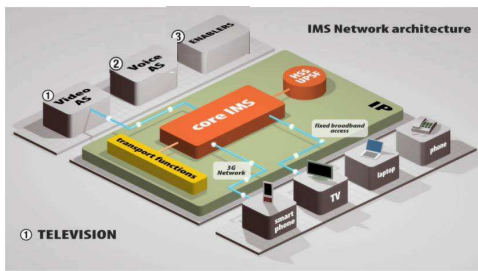 IMS Network architecture
③ ENABLERS
② Voice
AS
① Video
AS
HSS
UPSF
core IMS
IP
transport functions
fixed broadband
access
3G
Network
phone
laptop
TV
smart
phone
① TELEVISION